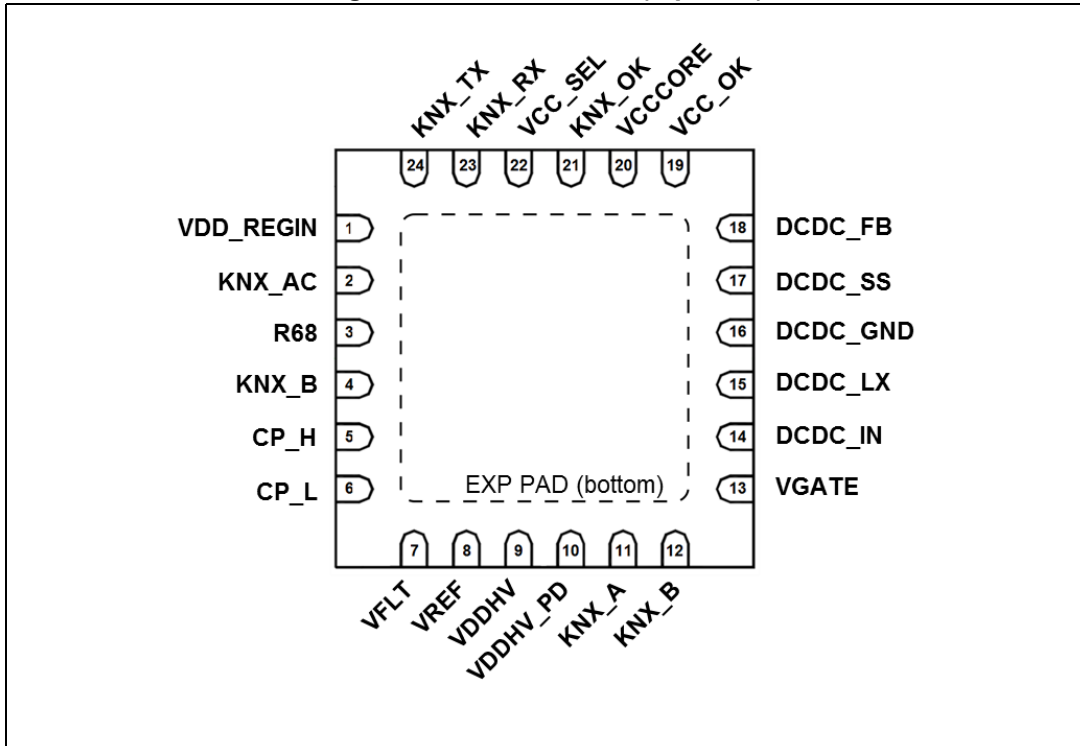 KNX_TX
KNX_RX
VCC_SEL
KNX_OK
VCCCORE
VCC_OK
24
23
22
21
20
19
VDD_REGIN 1
KNX_AC 2
R68 3
KNX_B 4
CP_H 5
CP_L 6
18 DCDC_FB
17 DCDC_SS
16 DCDC_GND
15 DCDC_LX
14 DCDC_IN
13 VGATE
EXP PAD (bottom)
7
8
9
10
11
12
VFLT
VREF
VDDHV
VDDHV_PD
KNX_A
KNX_B